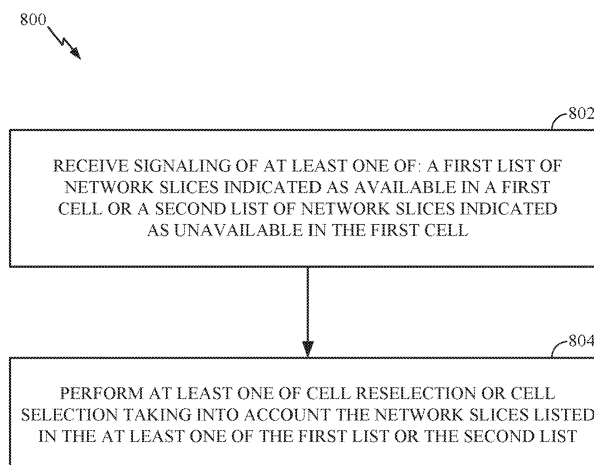 800
802
RECEIVE SIGNALING OF AT LEAST ONE OF: A FIRST LIST OF
NETWORK SLICES INDICATED AS AVAILABLE IN A FIRST
CELL OR A SECOND LIST OF NETWORK SLICES INDICATED
AS UNAVAILABLE IN THE FIRST CELL
804
PERFORM AT LEAST ONE OF CELL RESELECTION OR CELL
SELECTION TAKING INTO ACCOUNT THE NETWORK SLICES LISTED
IN THE AT LEAST ONE OF THE FIRST LIST OR THE SECOND LIST